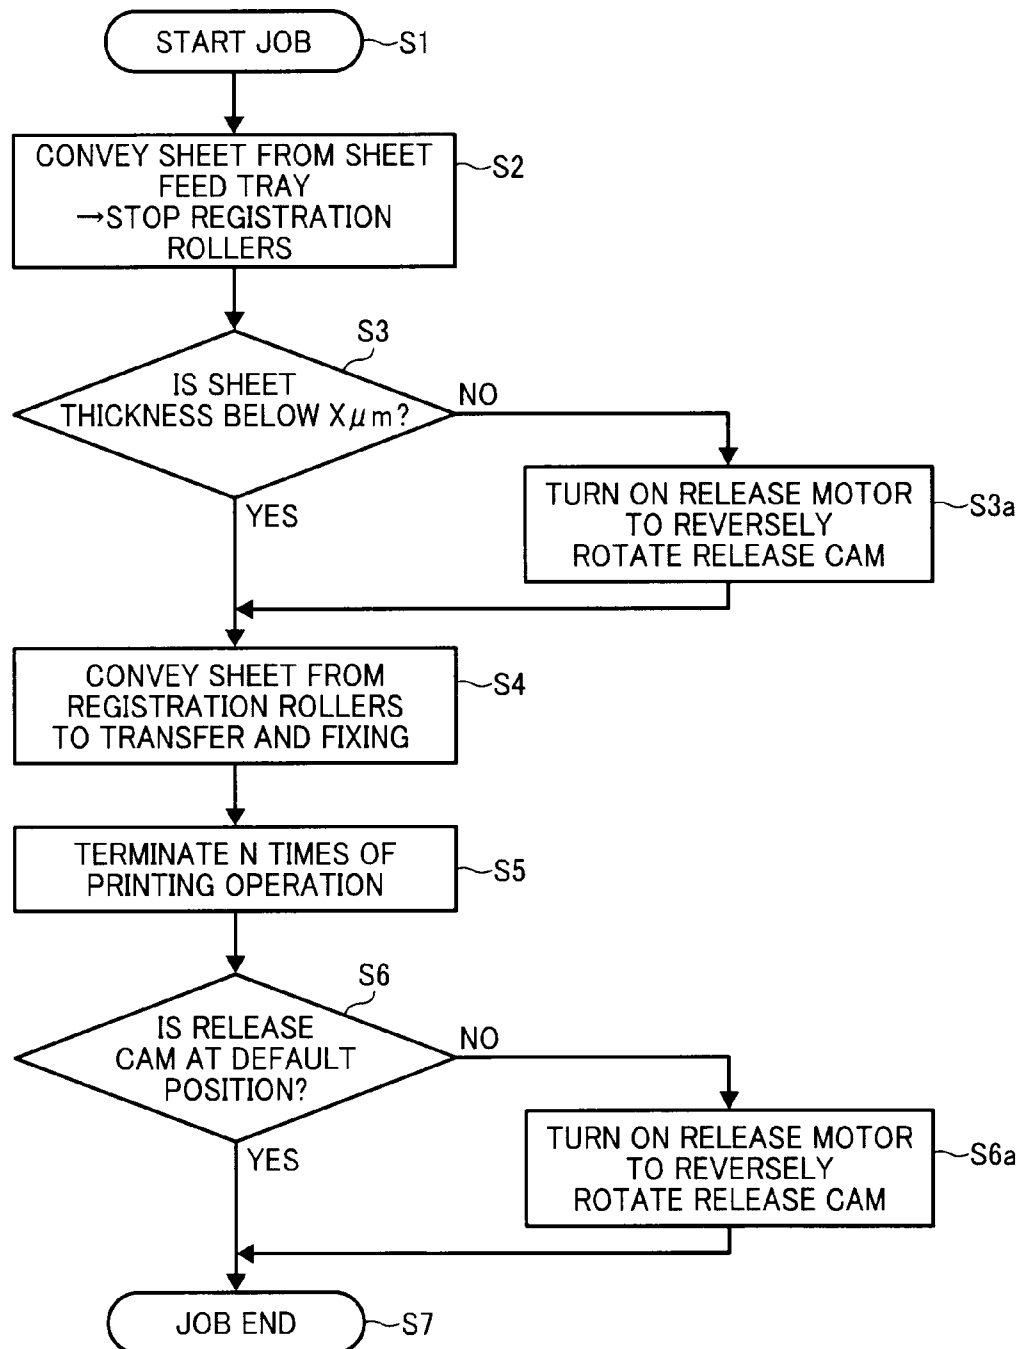 START JOB
S1
CONVEY SHEET FROM SHEET
FEED TRAY
→STOP REGISTRATION
ROLLERS
S2
S3
IS SHEET
THICKNESS BELOW Xμm?
NO
YES
TURN ON RELEASE MOTOR
TO REVERSELY
ROTATE RELEASE CAM
S3a
CONVEY SHEET FROM
REGISTRATION ROLLERS
TO TRANSFER AND FIXING
S4
TERMINATE N TIMES OF
PRINTING OPERATION
S5
S6
IS RELEASE
CAM AT DEFAULT
POSITION?
NO
YES
TURN ON RELEASE MOTOR
TO REVERSELY
ROTATE RELEASE CAM
S6a
JOB END
S7